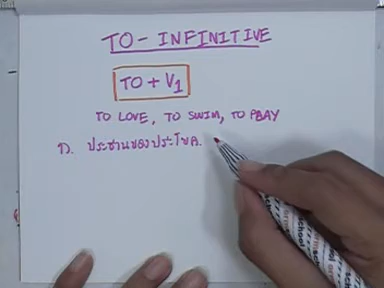 TO - INFINITIVE
TO + V1
TO LOVE, TO SWIM, TO PLAY
1). ประธานของประโยค.